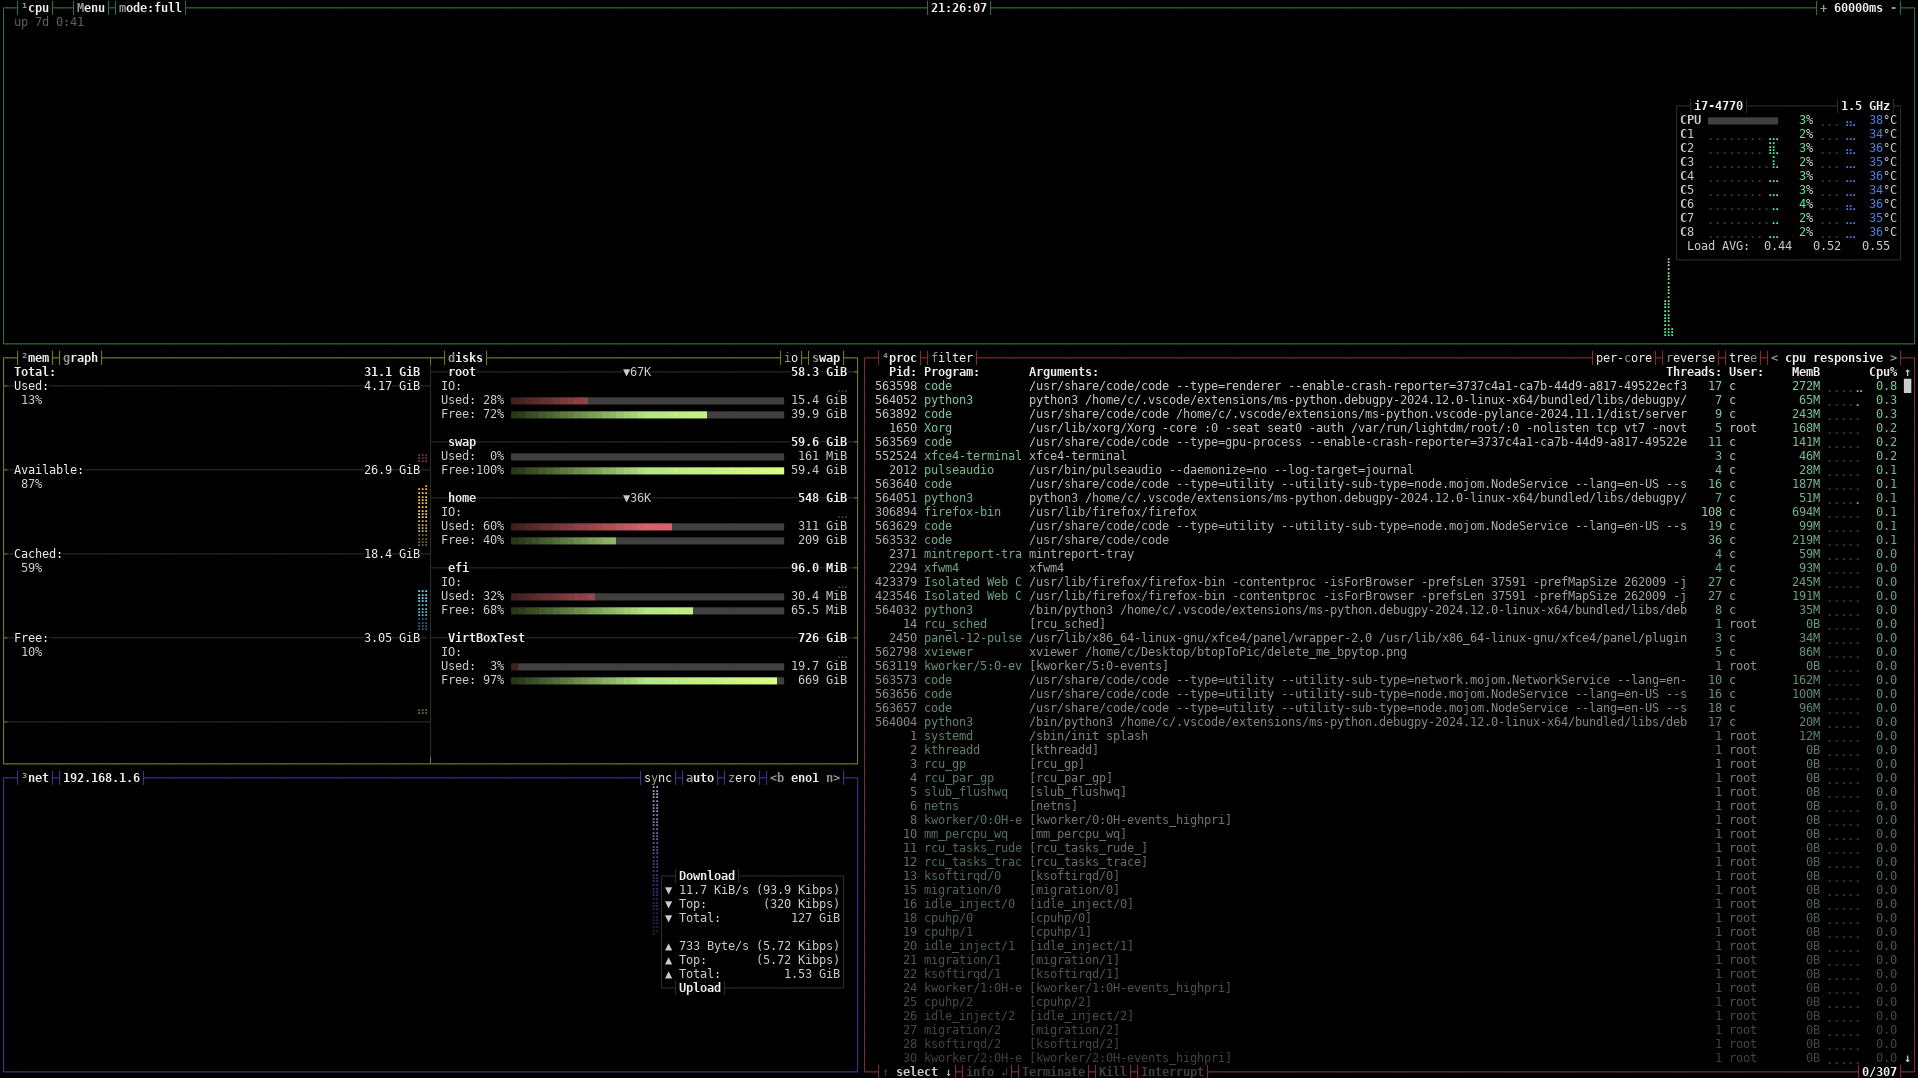 ¹cpu Menu mode:full 21:26:07 + 60000ms -
up 7d 0:41
i7-4770 1.5 GHz
CPU 3% 38°C
C1 2% 34°C
C2 3% 36°C
C3 2% 35°C
C4 3% 36°C
C5 3% 34°C
C6 4% 36°C
C7 2% 35°C
C8 2% 36°C
Load AVG: 0.44 0.52 0.55
²mem graph
Total: 31.1 GiB
Used: 4.17 GiB
13%
Available: 26.9 GiB
87%
Cached: 18.4 GiB
59%
Free: 3.05 GiB
10%
disks io swap
root ▼67K 58.3 GiB
IO:
Used: 28% 15.4 GiB
Free: 72% 39.9 GiB
swap 59.6 GiB
Used: 0% 161 MiB
Free:100% 59.4 GiB
home ▼36K 548 GiB
IO:
Used: 60% 311 GiB
Free: 40% 209 GiB
efi 96.0 MiB
IO:
Used: 32% 30.4 MiB
Free: 68% 65.5 MiB
VirtBoxTest 726 GiB
IO:
Used: 3% 19.7 GiB
Free: 97% 669 GiB
³net 192.168.1.6 sync auto zero <b eno1 n>
Download
▼ 11.7 KiB/s (93.9 Kibps)
▼ Top: (320 Kibps)
▼ Total: 127 GiB
▲ 733 Byte/s (5.72 Kibps)
▲ Top: (5.72 Kibps)
▲ Total: 1.53 GiB
Upload
⁴proc filter per-core reverse tree < cpu responsive >
Pid: Program: Arguments: Threads: User: MemB Cpu% ↑
563598 code /usr/share/code/code --type=renderer --enable-crash-reporter=3737c4a1-ca7b-44d9-a817-49522ecf3 17 c 272M 0.8
564052 python3 python3 /home/c/.vscode/extensions/ms-python.debugpy-2024.12.0-linux-x64/bundled/libs/debugpy/ 7 c 65M 0.3
563892 code /usr/share/code/code /home/c/.vscode/extensions/ms-python.vscode-pylance-2024.11.1/dist/server 9 c 243M 0.3
1650 Xorg /usr/lib/xorg/Xorg -core :0 -seat seat0 -auth /var/run/lightdm/root/:0 -nolisten tcp vt7 -novt 5 root 168M 0.2
563569 code /usr/share/code/code --type=gpu-process --enable-crash-reporter=3737c4a1-ca7b-44d9-a817-49522e 11 c 141M 0.2
552524 xfce4-terminal xfce4-terminal 3 c 46M 0.2
2012 pulseaudio /usr/bin/pulseaudio --daemonize=no --log-target=journal 4 c 28M 0.1
563640 code /usr/share/code/code --type=utility --utility-sub-type=node.mojom.NodeService --lang=en-US --s 16 c 187M 0.1
564051 python3 python3 /home/c/.vscode/extensions/ms-python.debugpy-2024.12.0-linux-x64/bundled/libs/debugpy/ 7 c 51M 0.1
306894 firefox-bin /usr/lib/firefox/firefox 108 c 694M 0.1
563629 code /usr/share/code/code --type=utility --utility-sub-type=node.mojom.NodeService --lang=en-US --s 19 c 99M 0.1
563532 code /usr/share/code/code 36 c 219M 0.1
2371 mintreport-tra mintreport-tray 4 c 59M 0.0
2294 xfwm4 xfwm4 4 c 93M 0.0
423379 Isolated Web C /usr/lib/firefox/firefox-bin -contentproc -isForBrowser -prefsLen 37591 -prefMapSize 262009 -j 27 c 245M 0.0
423546 Isolated Web C /usr/lib/firefox/firefox-bin -contentproc -isForBrowser -prefsLen 37591 -prefMapSize 262009 -j 27 c 191M 0.0
564032 python3 /bin/python3 /home/c/.vscode/extensions/ms-python.debugpy-2024.12.0-linux-x64/bundled/libs/deb 8 c 35M 0.0
14 rcu_sched [rcu_sched] 1 root 0B 0.0
2450 panel-12-pulse /usr/lib/x86_64-linux-gnu/xfce4/panel/wrapper-2.0 /usr/lib/x86_64-linux-gnu/xfce4/panel/plugin 3 c 34M 0.0
562798 xviewer xviewer /home/c/Desktop/btopToPic/delete_me_bpytop.png 5 c 86M 0.0
563119 kworker/5:0-ev [kworker/5:0-events] 1 root 0B 0.0
563573 code /usr/share/code/code --type=utility --utility-sub-type=network.mojom.NetworkService --lang=en- 10 c 162M 0.0
563656 code /usr/share/code/code --type=utility --utility-sub-type=node.mojom.NodeService --lang=en-US --s 16 c 100M 0.0
563657 code /usr/share/code/code --type=utility --utility-sub-type=node.mojom.NodeService --lang=en-US --s 18 c 96M 0.0
564004 python3 /bin/python3 /home/c/.vscode/extensions/ms-python.debugpy-2024.12.0-linux-x64/bundled/libs/deb 17 c 20M 0.0
1 systemd /sbin/init splash 1 root 12M 0.0
2 kthreadd [kthreadd] 1 root 0B 0.0
3 rcu_gp [rcu_gp] 1 root 0B 0.0
4 rcu_par_gp [rcu_par_gp] 1 root 0B 0.0
5 slub_flushwq [slub_flushwq] 1 root 0B 0.0
6 netns [netns] 1 root 0B 0.0
8 kworker/0:0H-e [kworker/0:0H-events_highpri] 1 root 0B 0.0
10 mm_percpu_wq [mm_percpu_wq] 1 root 0B 0.0
11 rcu_tasks_rude [rcu_tasks_rude_] 1 root 0B 0.0
12 rcu_tasks_trac [rcu_tasks_trace] 1 root 0B 0.0
13 ksoftirqd/0 [ksoftirqd/0] 1 root 0B 0.0
15 migration/0 [migration/0] 1 root 0B 0.0
16 idle_inject/0 [idle_inject/0] 1 root 0B 0.0
18 cpuhp/0 [cpuhp/0] 1 root 0B 0.0
19 cpuhp/1 [cpuhp/1] 1 root 0B 0.0
20 idle_inject/1 [idle_inject/1] 1 root 0B 0.0
21 migration/1 [migration/1] 1 root 0B 0.0
22 ksoftirqd/1 [ksoftirqd/1] 1 root 0B 0.0
24 kworker/1:0H-e [kworker/1:0H-events_highpri] 1 root 0B 0.0
25 cpuhp/2 [cpuhp/2] 1 root 0B 0.0
26 idle_inject/2 [idle_inject/2] 1 root 0B 0.0
27 migration/2 [migration/2] 1 root 0B 0.0
28 ksoftirqd/2 [ksoftirqd/2] 1 root 0B 0.0
30 kworker/2:0H-e [kworker/2:0H-events_highpri] 1 root 0B 0.0 ↓
↑ select ↓ info ↲ Terminate Kill Interrupt 0/307